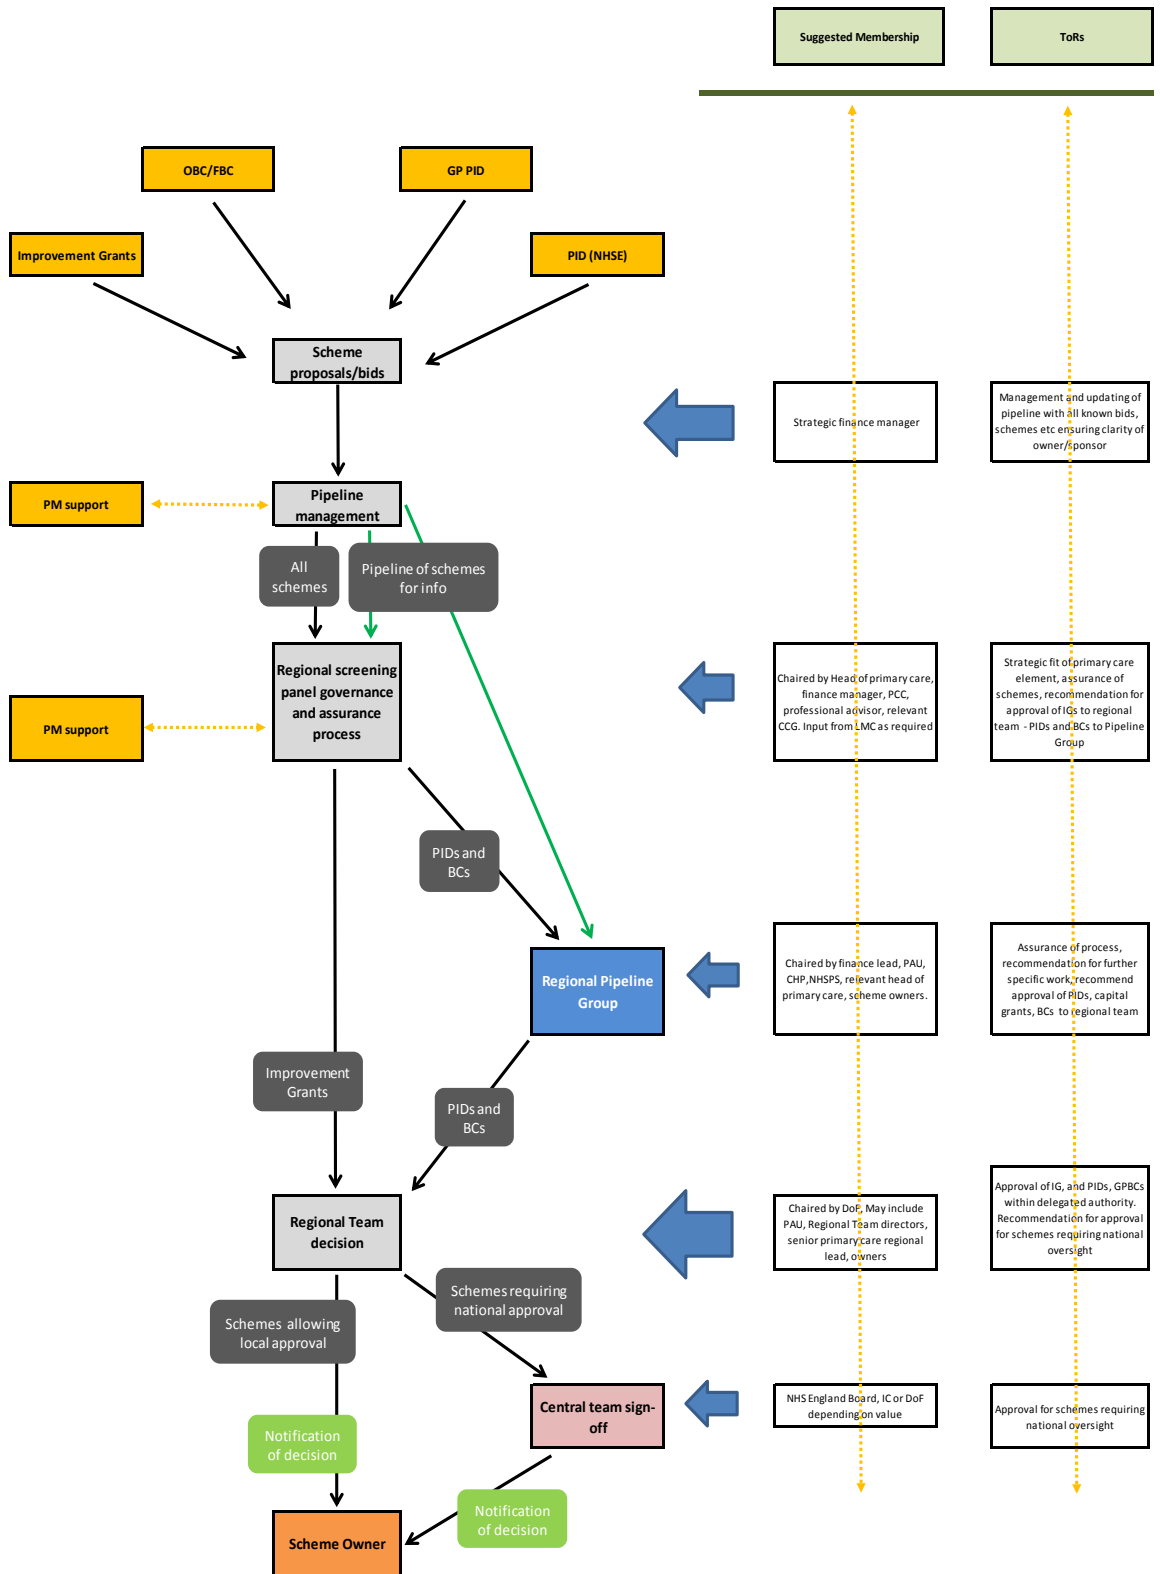 Suggested Membership
ToRs
OBC/FBC
GP PID
Improvement Grants
PID (NHSE)
Scheme
proposals/bids
Strategic finance manager
Management and updating of
pipeline with all known bids,
schemes etc ensuring clarity of
owner/sponsor
PM support
Pipeline
management
All
schemes
Pipeline of schemes
for info
Regional screening
panel governance
and assurance
process
PM support
Chaired by Head of primary care,
finance manager, PCC,
professional advisor, relevant
CCG. Input from LMC as required
Strategic fit of primary care
element, assurance of
schemes, recommendation for
approval of IGs to regional
team - PIDs and BCs to Pipeline
Group
PIDs and
BCs
Regional Pipeline
Group
Chaired by finance lead, PAU,
CHP,NHSPS, relevant head of
primary care, scheme owners.
Assurance of process,
recommendation for further
specific work, recommend
approval of PIDs, capital
grants, BCs to regional team
Improvement
Grants
PIDs and
BCs
Regional Team
decision
Chaired by DoF, May include
PAU, Regional Team directors,
senior primary care regional
lead, owners
Approval of IG, and PIDs, GPBCs
within delegated authority.
Recommendation for approval
for schemes requiring national
oversight
Schemes requiring
national approval
Schemes allowing
local approval
Central team sign-
off
NHS England Board, IC or DoF
depending on value
Approval for schemes requiring
national oversight
Notification
of decision
Notification
of decision
Scheme Owner